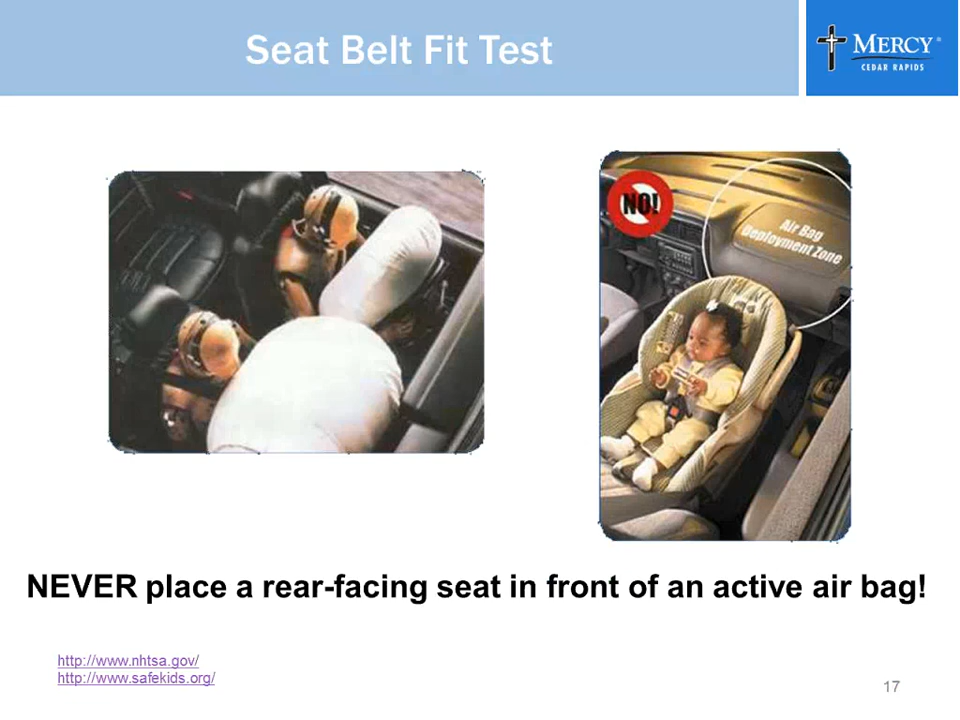 Seat Belt Fit Test
MERCY®
CEDAR RAPIDS
NO!
Air Bag
Deployment Zone
NEVER place a rear-facing seat in front of an active air bag!
http://www.nhtsa.gov/
http://www.safekids.org/
17